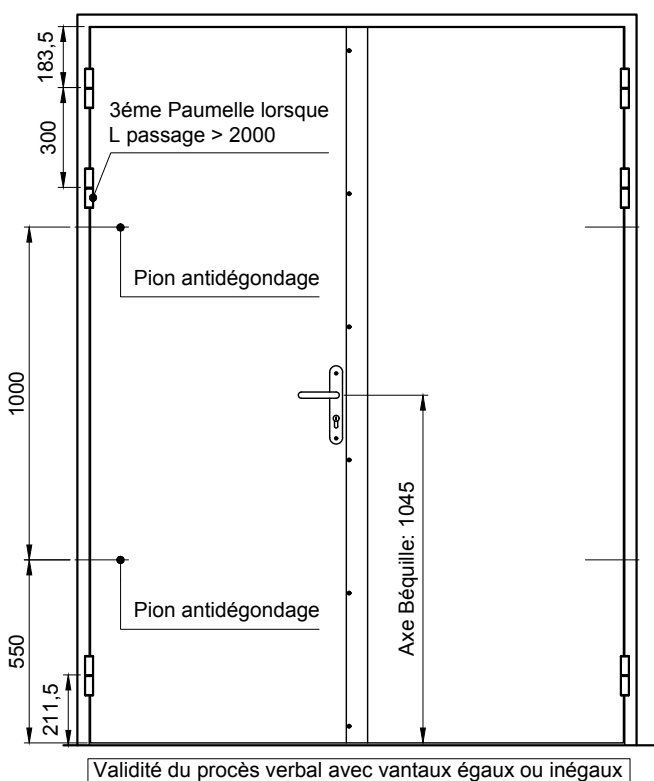 183,5
300
3éme Paumelle lorsque
L passage > 2000
Pion antidégondage
1000
Axe Béquille: 1045
Pion antidégondage
550
211,5
Validité du procès verbal avec vantaux égaux ou inégaux